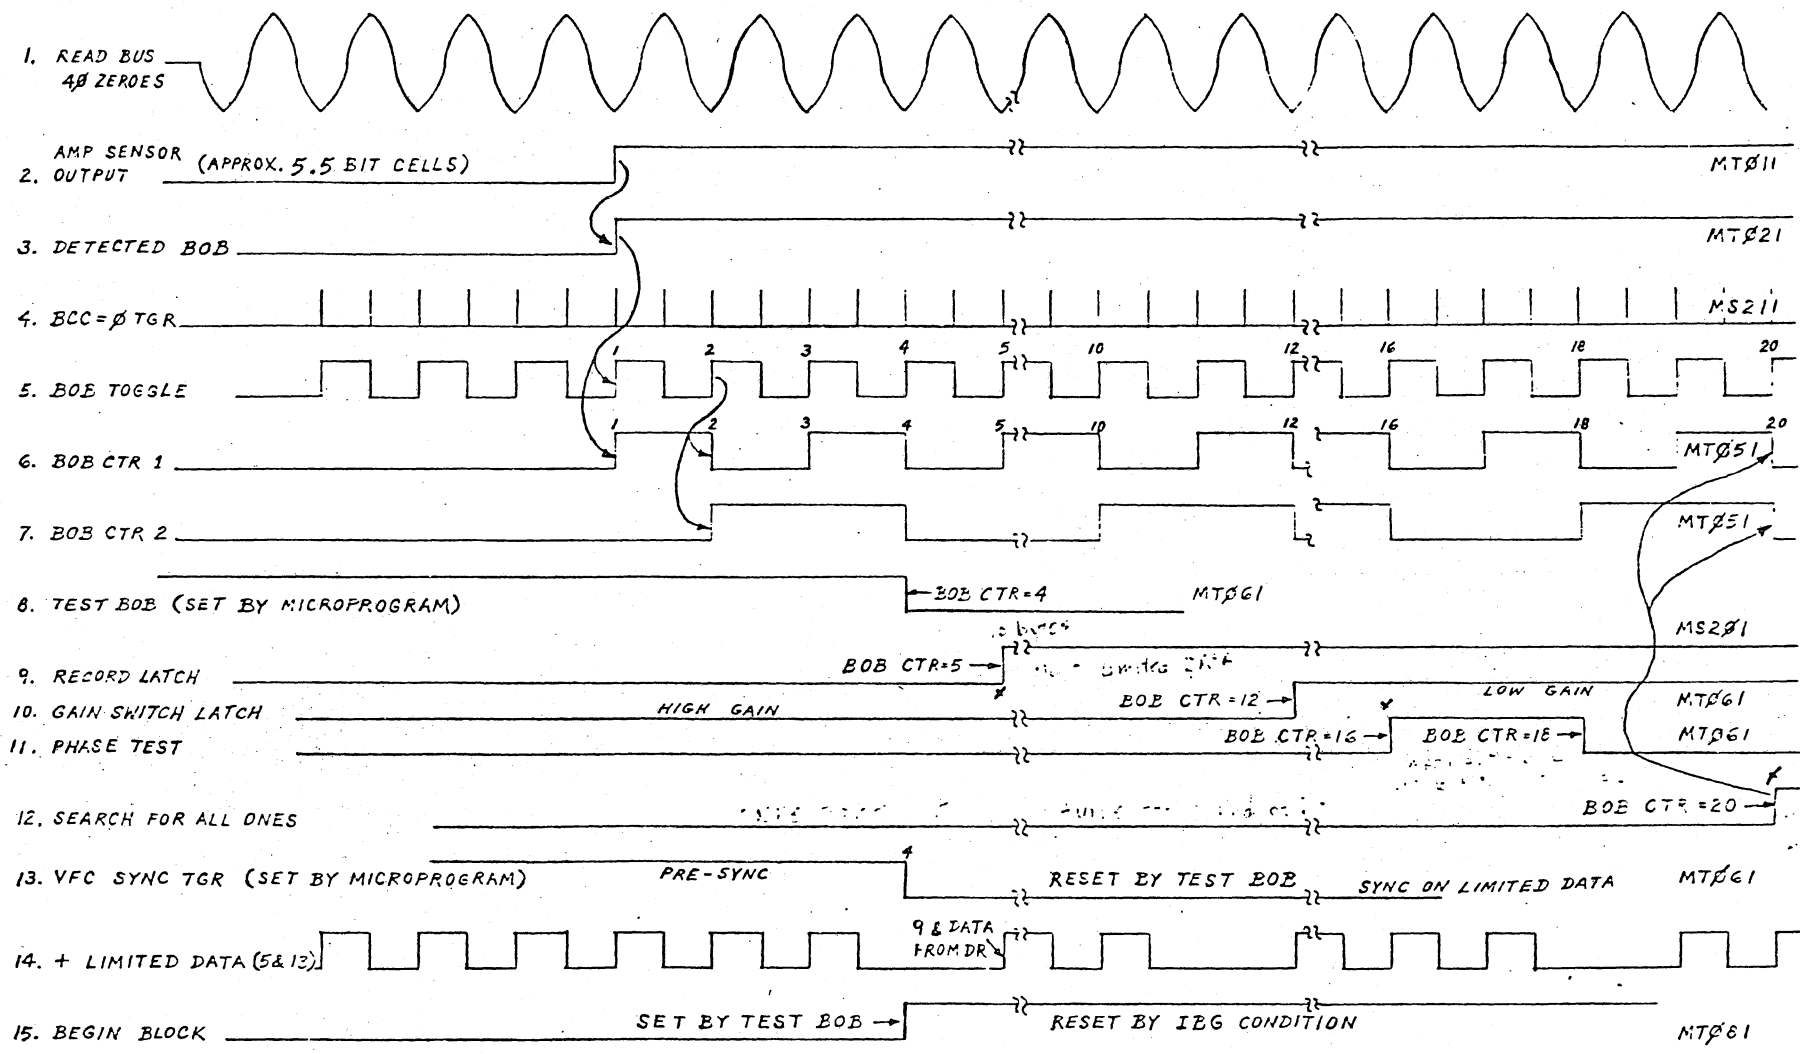 1. READ BUS
4Ø ZEROES
AMP SENSOR
2. OUTPUT (APPROX. 5.5 BIT CELLS) MTØ11
3. DETECTED BOB MTØ21
4. BCC=Ø TGR MS211
1 2 3 4 5 10 12 16 18 20
5. BOB TOGGLE
1 2 3 4 5 10 12 16 18 20
6. BOB CTR 1 MTØ51
7. BOB CTR 2 MTØ51
8. TEST BOB (SET BY MICROPROGRAM) BOB CTR=4 MTØ61
MS2Ø1
9. RECORD LATCH BOB CTR=5
10. GAIN SWITCH LATCH HIGH GAIN BOB CTR=12 LOW GAIN MTØ61
11. PHASE TEST BOB CTR=16 BOB CTR=18 MTØ61
12. SEARCH FOR ALL ONES BOB CTR=20
4
13. VFC SYNC TGR (SET BY MICROPROGRAM) PRE-SYNC RESET BY TEST BOB SYNC ON LIMITED DATA MTØ61
9 & DATA
FROM DR
14. + LIMITED DATA (5&13)
15. BEGIN BLOCK SET BY TEST BOB RESET BY IBG CONDITION MTØ81